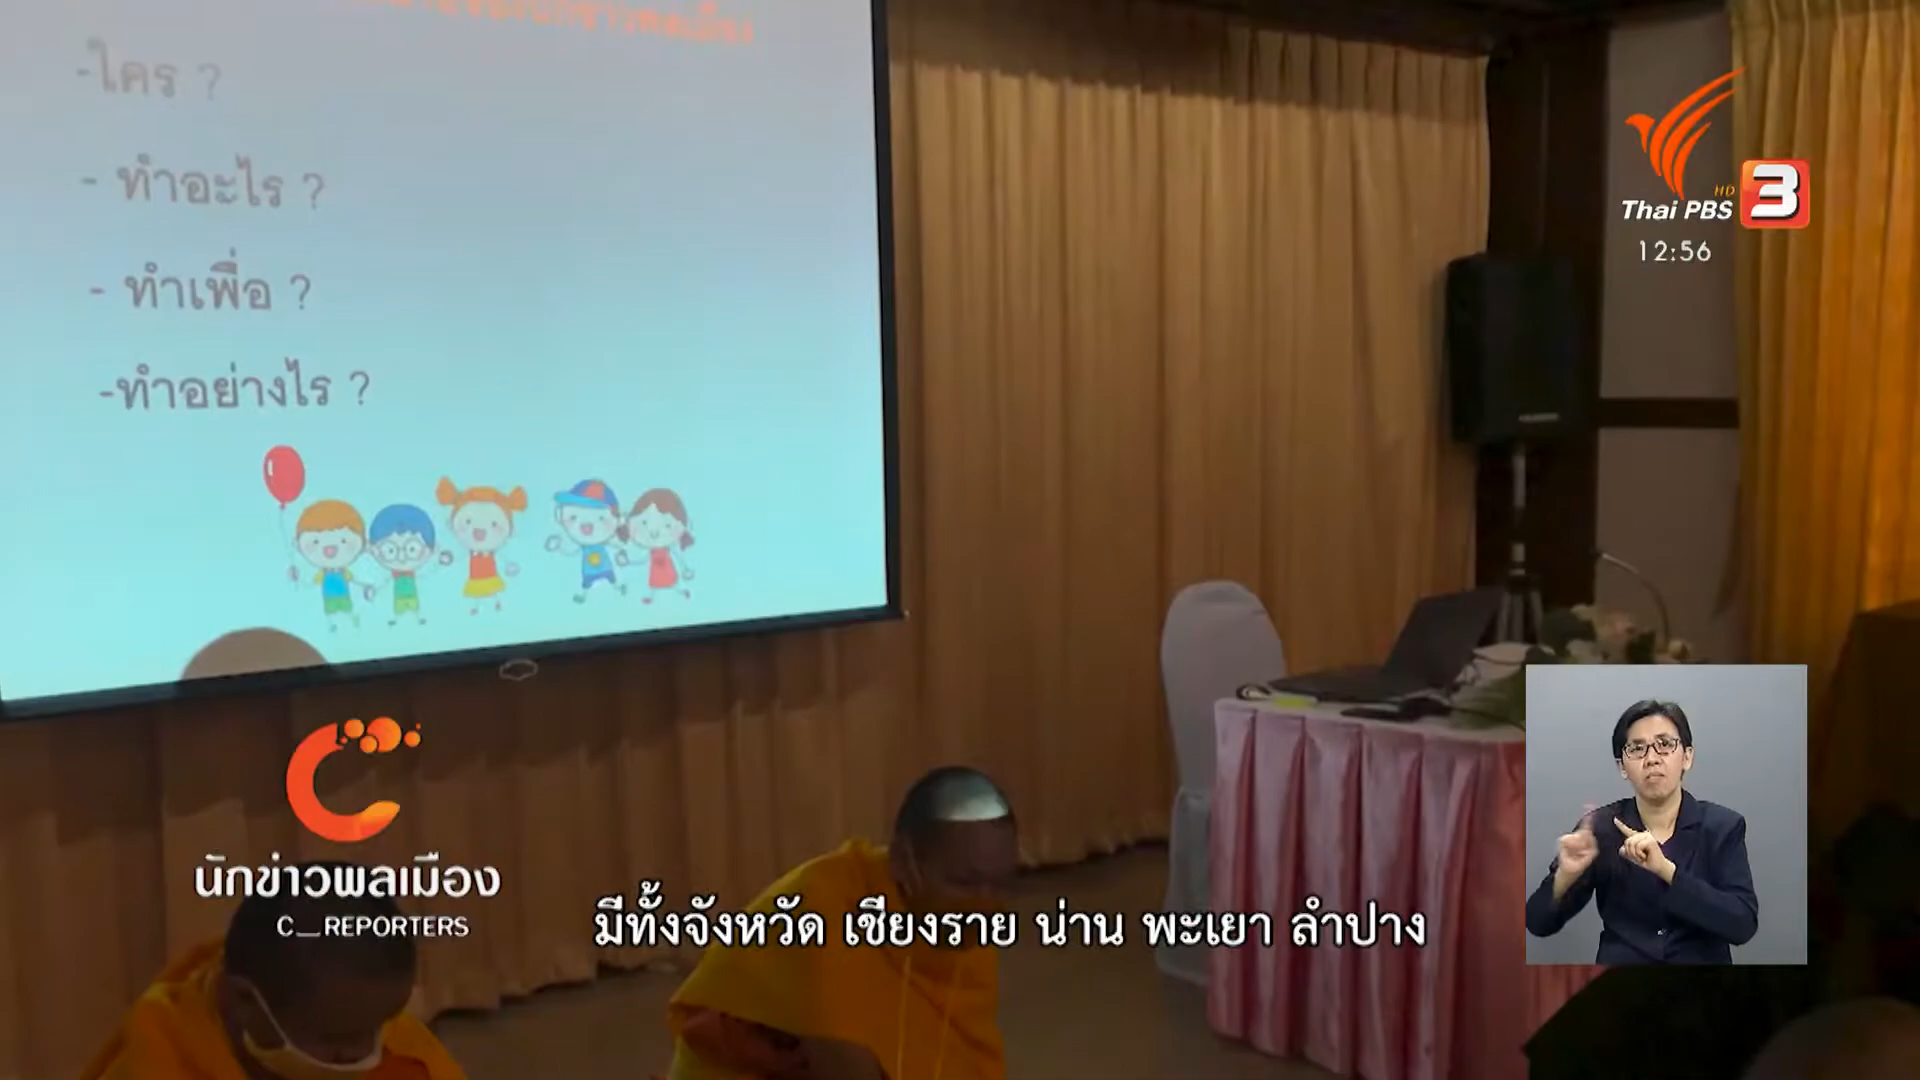 -ใคร ?
- ทำอะไร ?
- ทำเพื่อ ?
-ทำอย่างไร ?
HD
Thai PBS 3
12:56
นักข่าวพลเมือง
C_REPORTERS
มีทั้งจังหวัด เชียงราย น่าน พะเยา ลำปาง